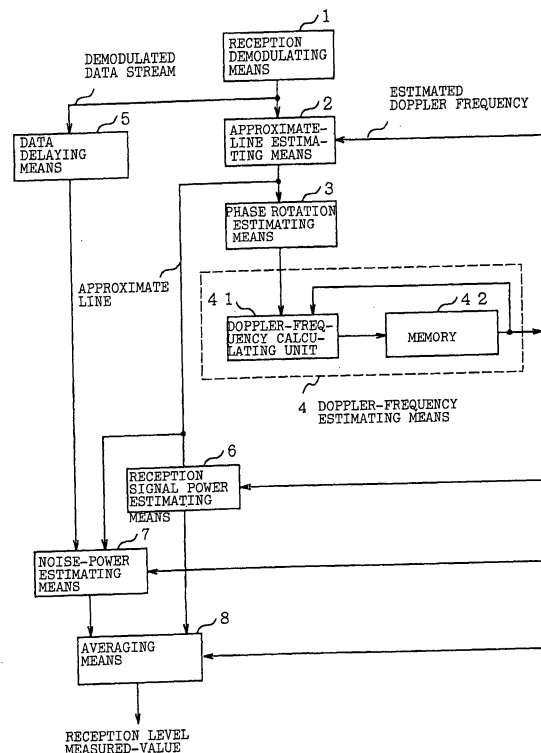 1
RECEPTION
DEMODULATING
MEANS
DEMODULATED
DATA STREAM
2
ESTIMATED
DOPPLER FREQUENCY
5
DATA
DELAYING
MEANS
APPROXIMATE-
LINE ESTIMA-
TING MEANS
3
PHASE ROTATION
ESTIMATING
MEANS
APPROXIMATE
LINE
4 1
DOPPLER-FREQ-
UENCY CALCU-
LATING UNIT
4 2
MEMORY
4 DOPPLER-FREQUENCY
ESTIMATING MEANS
6
RECEPTION
SIGNAL POWER
ESTIMATING
MEANS
7
NOISE-POWER
ESTIMATING
MEANS
8
AVERAGING
MEANS
RECEPTION LEVEL
MEASURED-VALUE